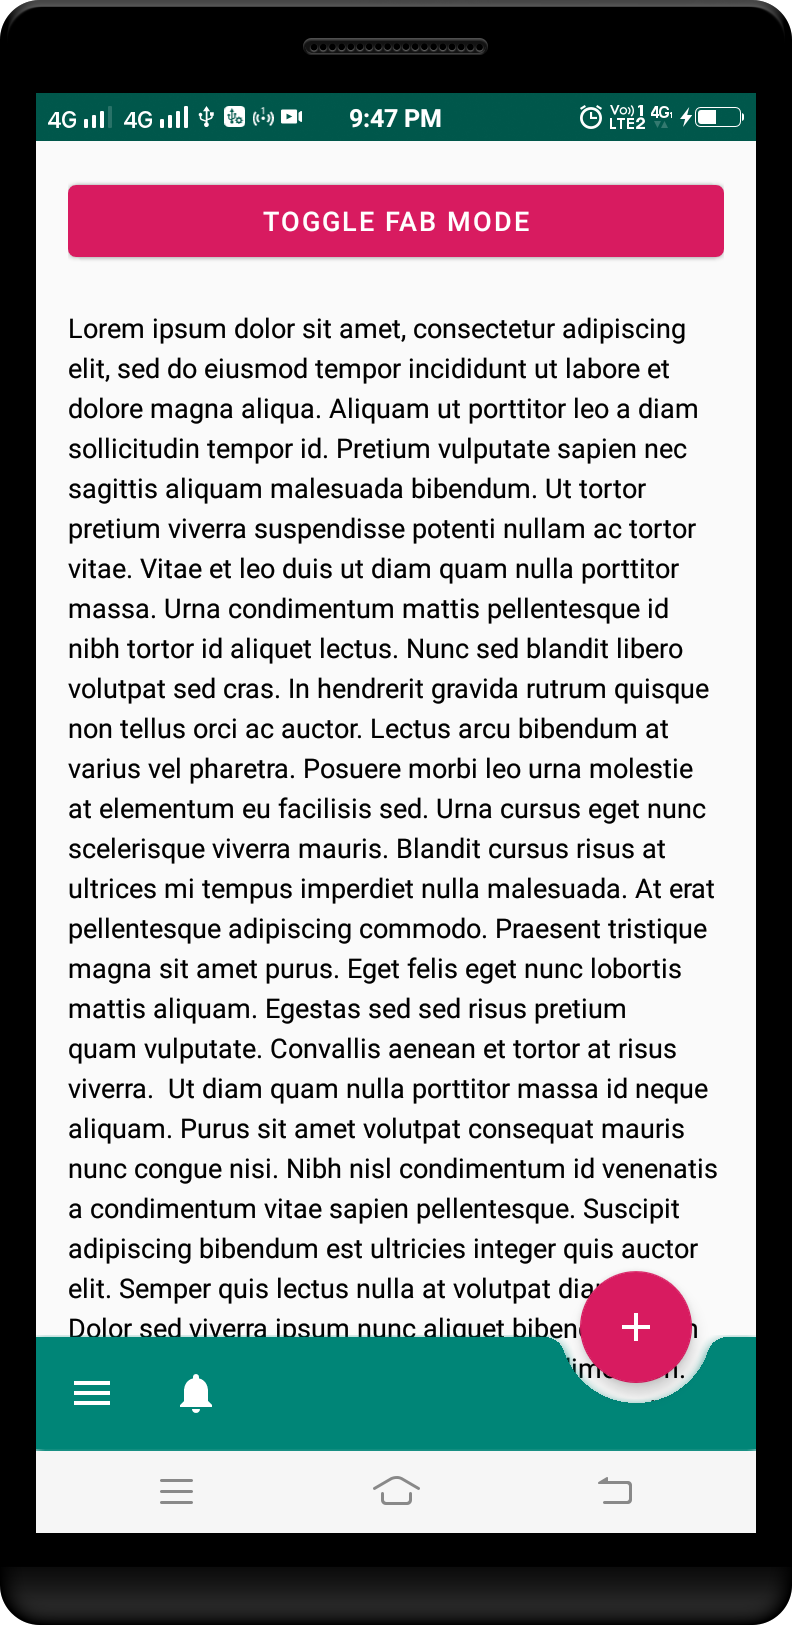 4G 4G 9:47 PM Vo)) 1 LTE2 4G
TOGGLE FAB MODE
Lorem ipsum dolor sit amet, consectetur adipiscing
elit, sed do eiusmod tempor incididunt ut labore et
dolore magna aliqua. Aliquam ut porttitor leo a diam
sollicitudin tempor id. Pretium vulputate sapien nec
sagittis aliquam malesuada bibendum. Ut tortor
pretium viverra suspendisse potenti nullam ac tortor
vitae. Vitae et leo duis ut diam quam nulla porttitor
massa. Urna condimentum mattis pellentesque id
nibh tortor id aliquet lectus. Nunc sed blandit libero
volutpat sed cras. In hendrerit gravida rutrum quisque
non tellus orci ac auctor. Lectus arcu bibendum at
varius vel pharetra. Posuere morbi leo urna molestie
at elementum eu facilisis sed. Urna cursus eget nunc
scelerisque viverra mauris. Blandit cursus risus at
ultrices mi tempus imperdiet nulla malesuada. At erat
pellentesque adipiscing commodo. Praesent tristique
magna sit amet purus. Eget felis eget nunc lobortis
mattis aliquam. Egestas sed sed risus pretium
quam vulputate. Convallis aenean et tortor at risus
viverra.  Ut diam quam nulla porttitor massa id neque
aliquam. Purus sit amet volutpat consequat mauris
nunc congue nisi. Nibh nisl condimentum id venenatis
a condimentum vitae sapien pellentesque. Suscipit
adipiscing bibendum est ultricies integer quis auctor
elit. Semper quis lectus nulla at volutpat
Dolor sed viverra ipsum nunc aliquet